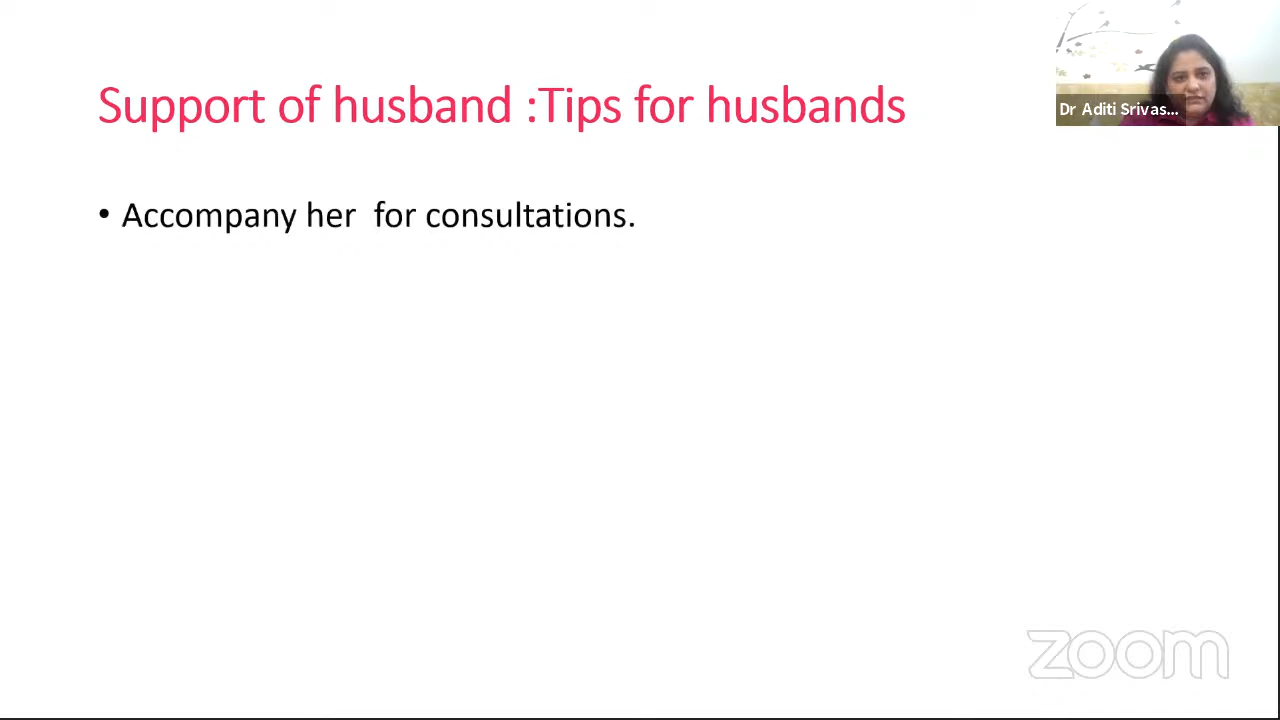 Support of husband :Tips for husbands
Dr Aditi Srivas...
• Accompany her  for consultations.
zoom